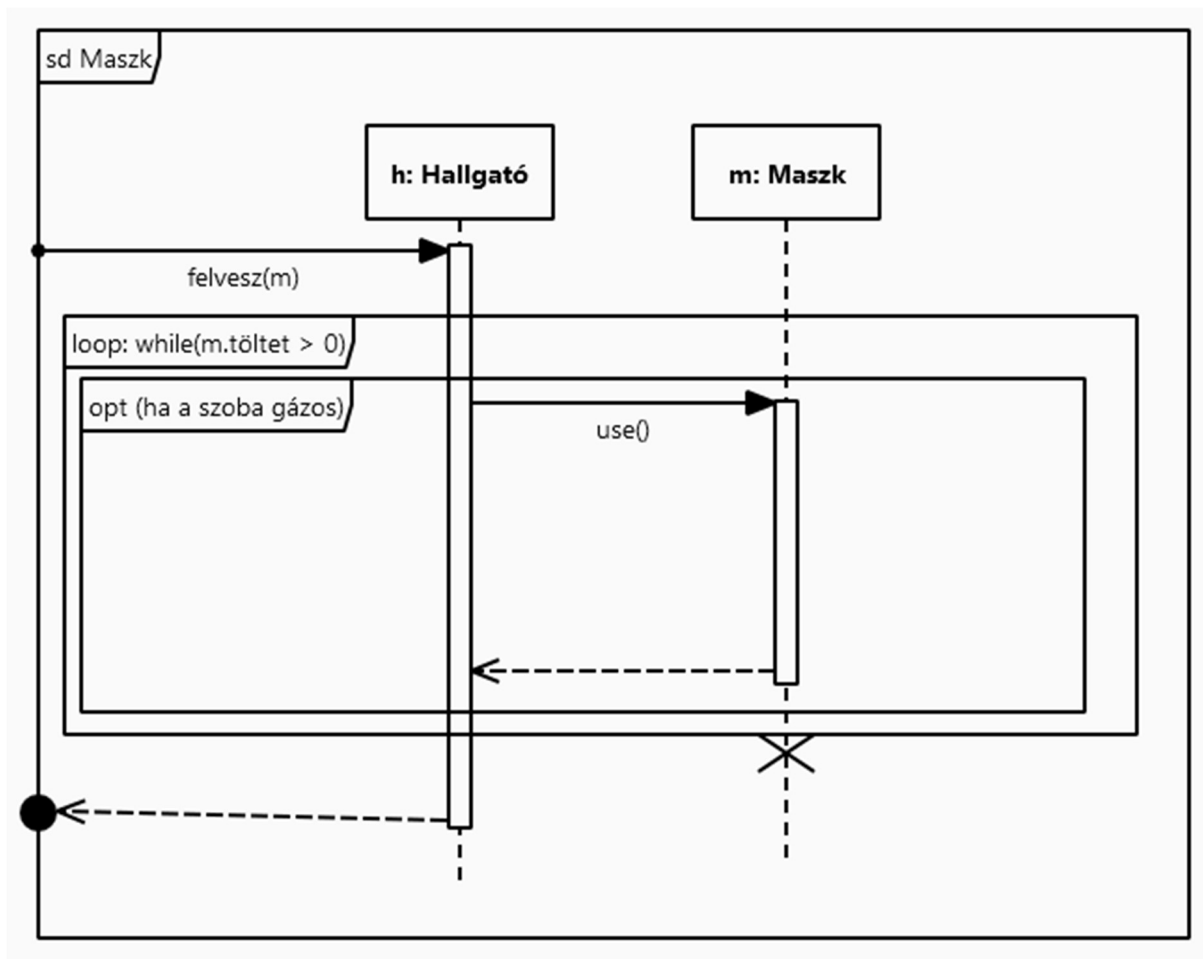 sd Maszk
h: Hallgató
m: Maszk
felvesz(m)
loop: while(m.töltet > 0)
opt (ha a szoba gázos)
use()